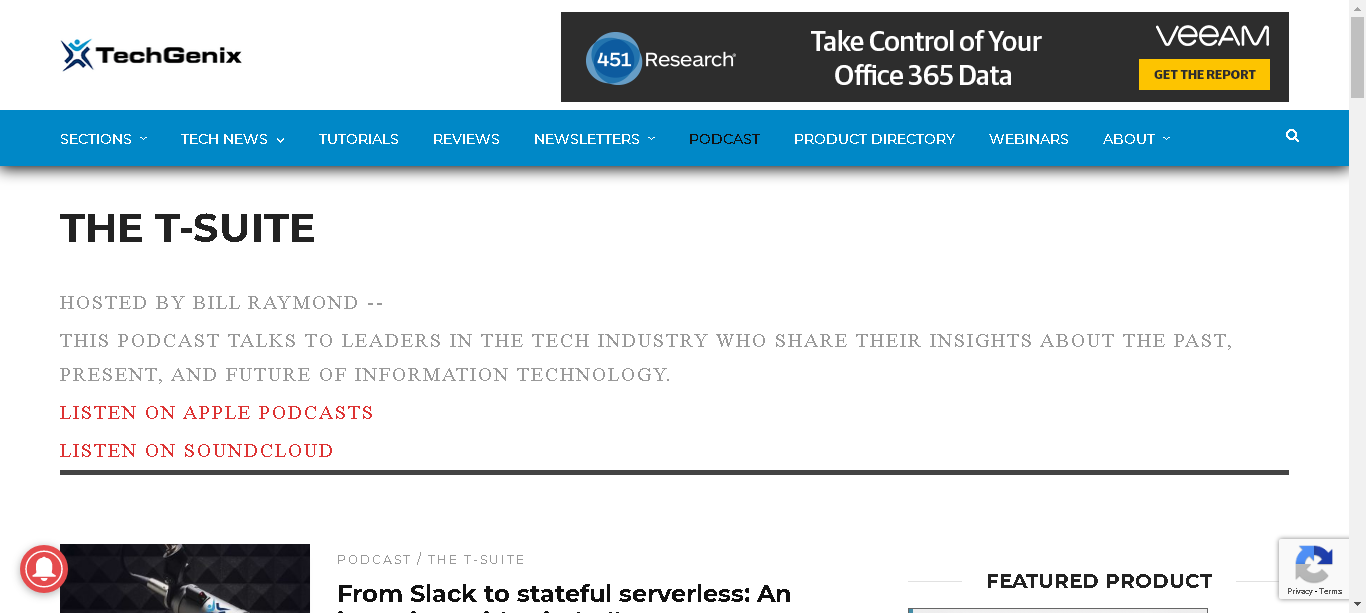 TechGenix
451 Research
Take Control of Your
Office 365 Data
VEEAM
GET THE REPORT
SECTIONS TECH NEWS TUTORIALS REVIEWS NEWSLETTERS PODCAST PRODUCT DIRECTORY WEBINARS ABOUT
THE T-SUITE
HOSTED BY BILL RAYMOND --
THIS PODCAST TALKS TO LEADERS IN THE TECH INDUSTRY WHO SHARE THEIR INSIGHTS ABOUT THE PAST,
PRESENT, AND FUTURE OF INFORMATION TECHNOLOGY.
LISTEN ON APPLE PODCASTS
LISTEN ON SOUNDCLOUD
PODCAST / THE T-SUITE
From Slack to stateful serverless: An
FEATURED PRODUCT
Privacy - Terms